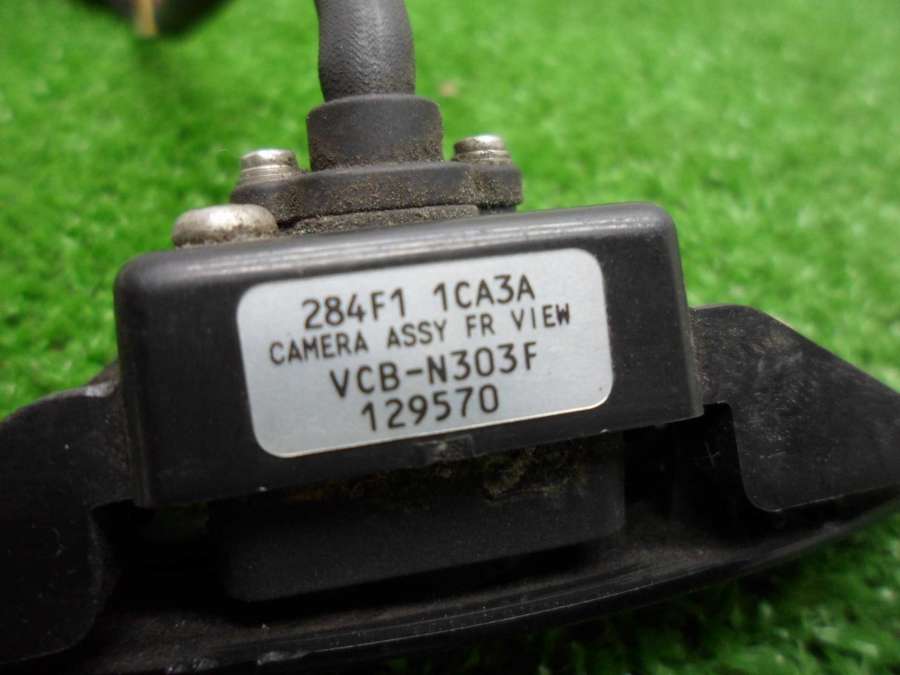 284F1 1CA3A
CAMERA ASSY FR VIEW
VCB-N303F
129570